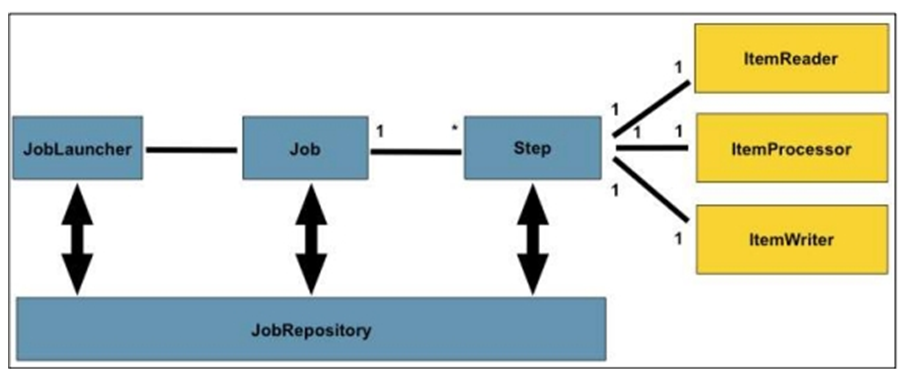 ItemReader
1
1
JobLauncher
Job
1
*
Step
1
1
ItemProcessor
1
1
ItemWriter
JobRepository